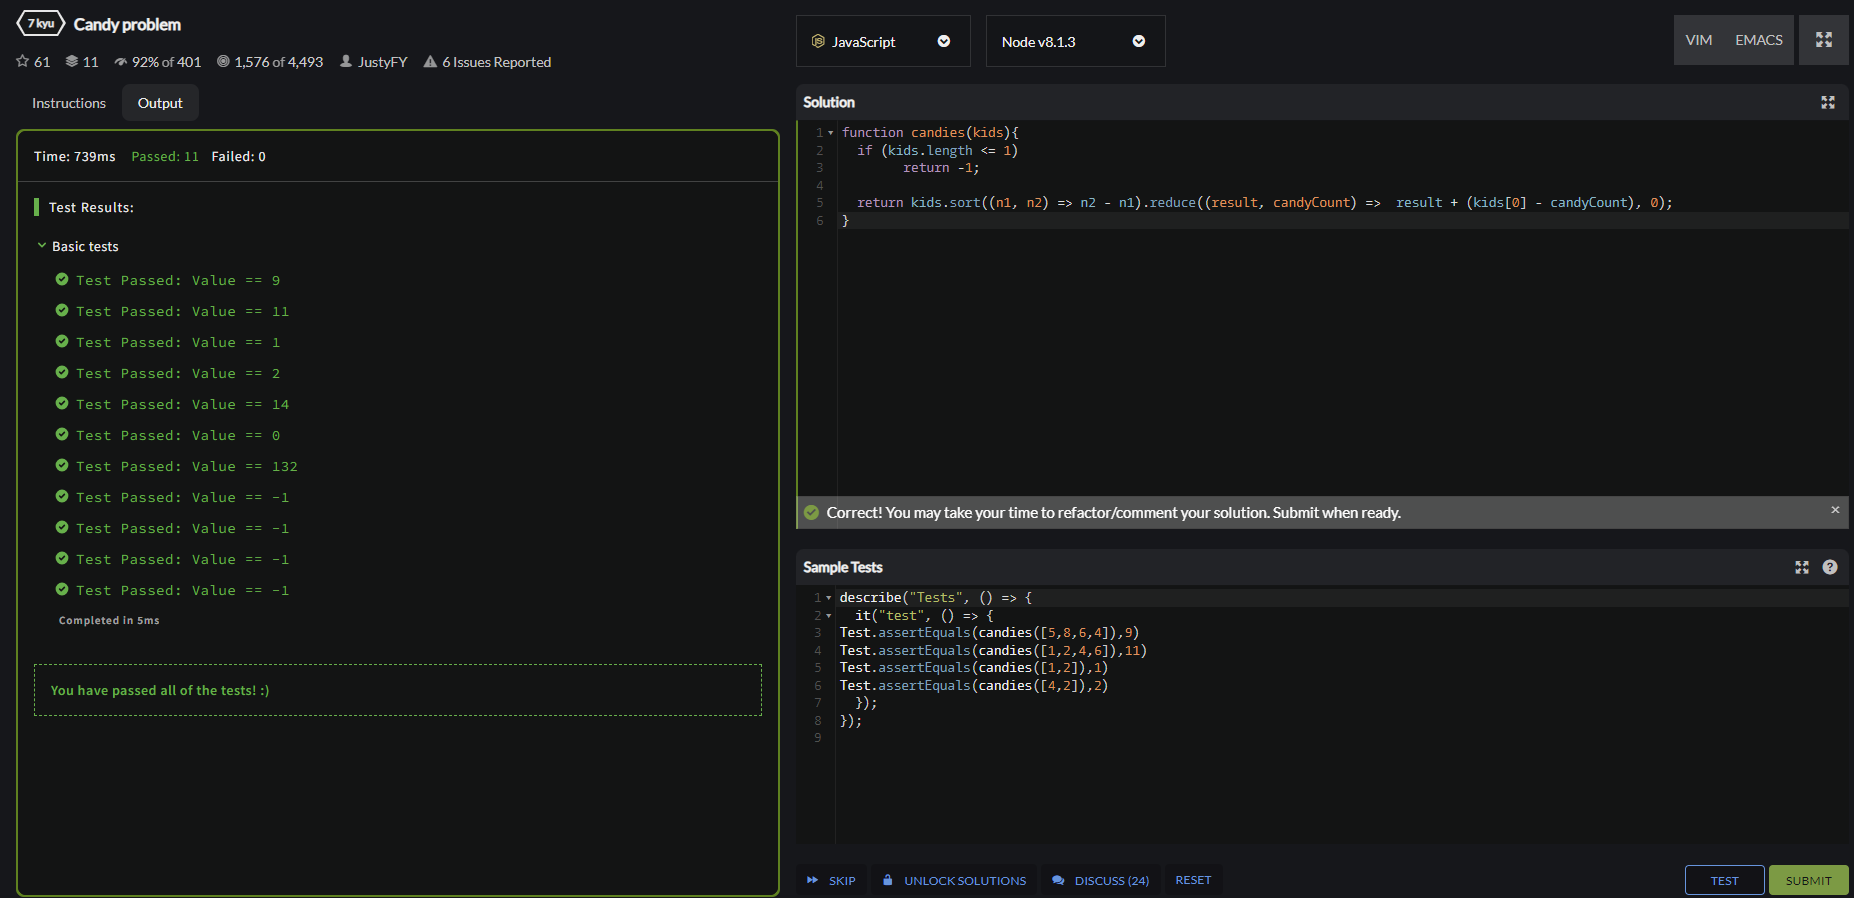 7 kyu Candy problem
61 11 92% of 401 1,576 of 4,493 JustyFY 6 Issues Reported
Instructions Output
Time: 739ms Passed: 11 Failed: 0
Test Results:
Basic tests
Test Passed: Value == 9
Test Passed: Value == 11
Test Passed: Value == 1
Test Passed: Value == 2
Test Passed: Value == 14
Test Passed: Value == 0
Test Passed: Value == 132
Test Passed: Value == -1
Test Passed: Value == -1
Test Passed: Value == -1
Test Passed: Value == -1
Completed in 5ms
You have passed all of the tests! :)
JS JavaScript Node v8.1.3 VIM EMACS
Solution
1 function candies(kids){
2 if (kids.length <= 1)
3 return -1;
4
5 return kids.sort((n1, n2) => n2 - n1).reduce((result, candyCount) => result + (kids[0] - candyCount), 0);
6 }
Correct! You may take your time to refactor/comment your solution. Submit when ready. ×
Sample Tests ?
1 describe("Tests", () => {
2 it("test", () => {
3 Test.assertEquals(candies([5,8,6,4]),9)
4 Test.assertEquals(candies([1,2,4,6]),11)
5 Test.assertEquals(candies([1,2]),1)
6 Test.assertEquals(candies([4,2]),2)
7 });
8 });
9
SKIP UNLOCK SOLUTIONS DISCUSS (24) RESET TEST SUBMIT